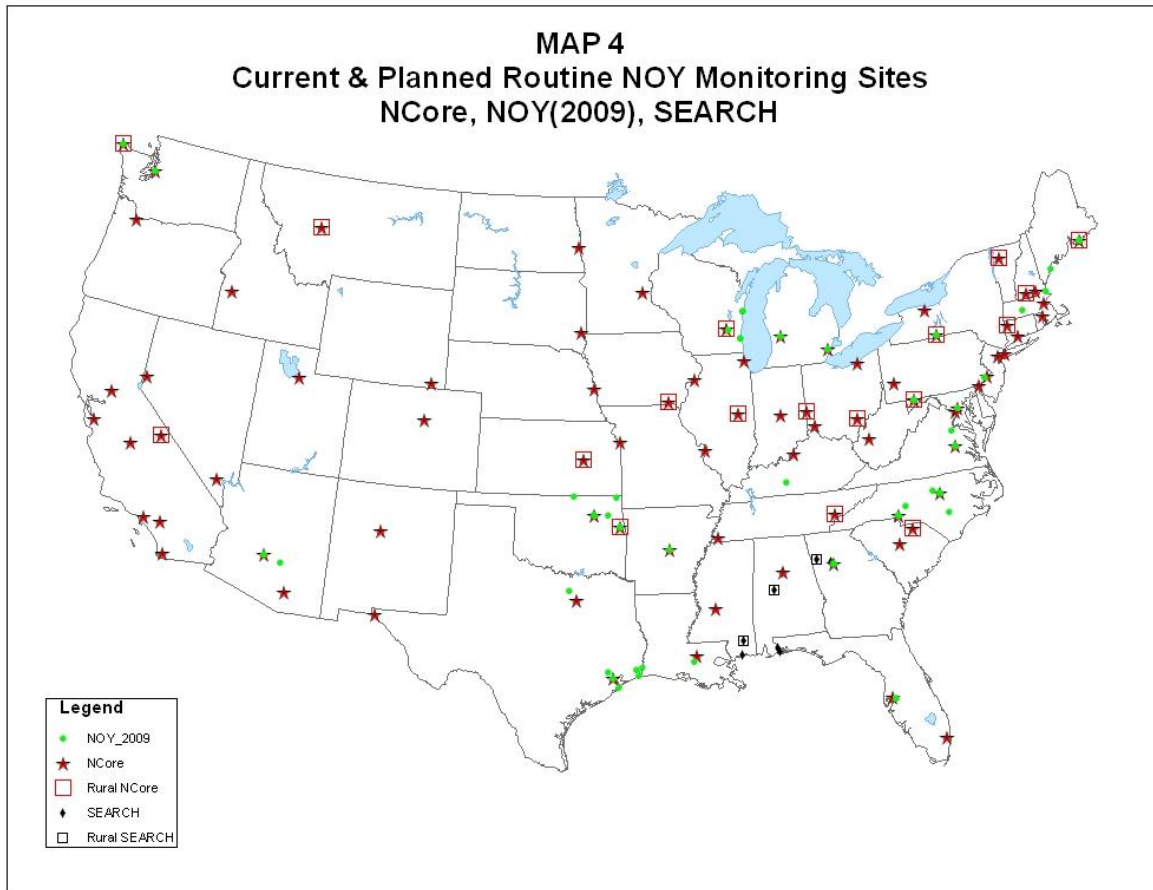 MAP 4
Current & Planned Routine NOY Monitoring Sites
NCore, NOY(2009), SEARCH
Legend
NOY_2009
NCore
Rural NCore
SEARCH
Rural SEARCH